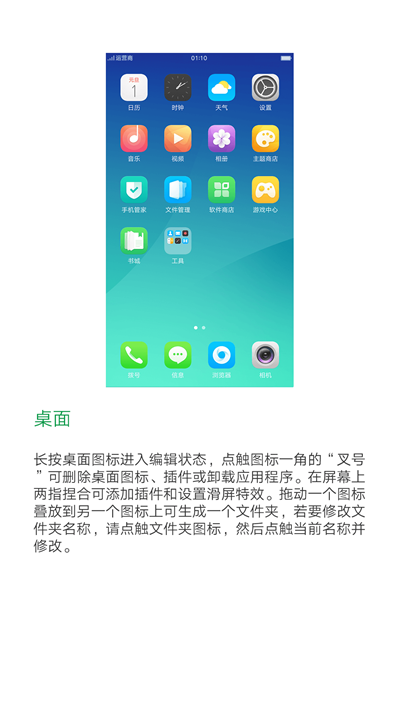 运营商 01:10
元旦
1
日历 时钟 天气 设置
音乐 视频 相册 主题商店
手机管家 文件管理 软件商店 游戏中心
书城 工具
拨号 信息 浏览器 相机
桌面
长按桌面图标进入编辑状态，点触图标一角的“叉号
”可删除桌面图标、插件或卸载应用程序。在屏幕上
两指捏合可添加插件和设置滑屏特效。拖动一个图标
叠放到另一个图标上可生成一个文件夹，若要修改文
件夹名称，请点触文件夹图标，然后点触当前名称并
修改。